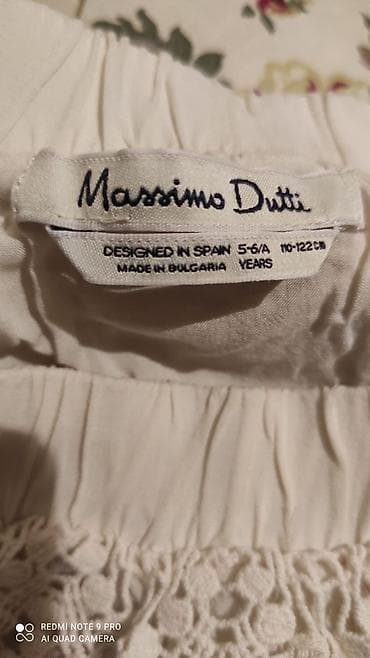 Massimo Dutti
DESIGNED IN SPAIN 5-6/A 110-122 CM
MADE IN BULGARIA YEARS
REDMI NOTE 9 PRO
AI QUAD CAMERA